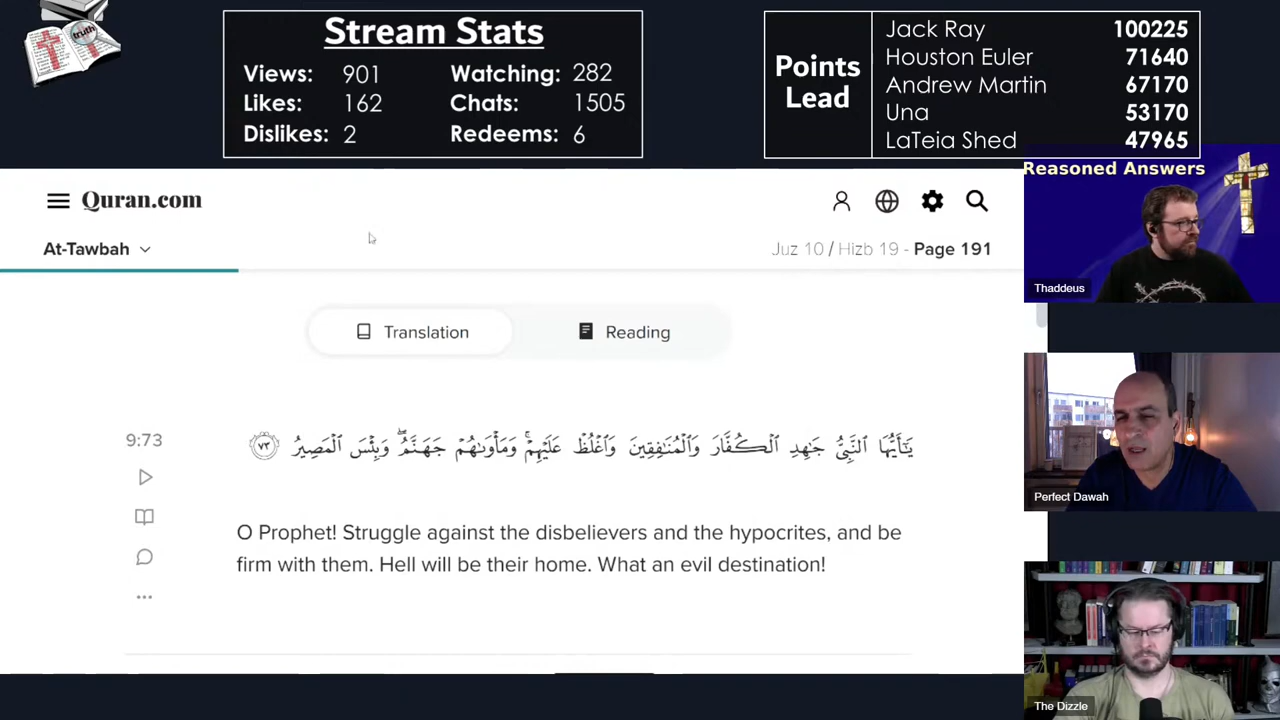 truth
Stream Stats
Views: 901 Watching: 282
Likes: 162 Chats: 1505
Dislikes: 2 Redeems: 6
Points
Lead
Jack Ray 100225
Houston Euler 71640
Andrew Martin 67170
Una 53170
LaTeia Shed 47965
Quran.com
At-Tawbah
Juz 10 / Hizb 19 - Page 191
Translation
Reading
9:73
يَـٰٓأَيُّهَا ٱلنَّبِىُّ جَـٰهِدِ ٱلْكُفَّارَ وَٱلْمُنَـٰفِقِينَ وَٱغْلُظْ عَلَيْهِمْ ۚ وَمَأْوَىٰهُمْ جَهَنَّمُ ۖ وَبِئْسَ ٱلْمَصِيرُ ٧٣
O Prophet! Struggle against the disbelievers and the hypocrites, and be
firm with them. Hell will be their home. What an evil destination!
Reasoned Answers
Thaddeus
Perfect Dawah
The Dizzle